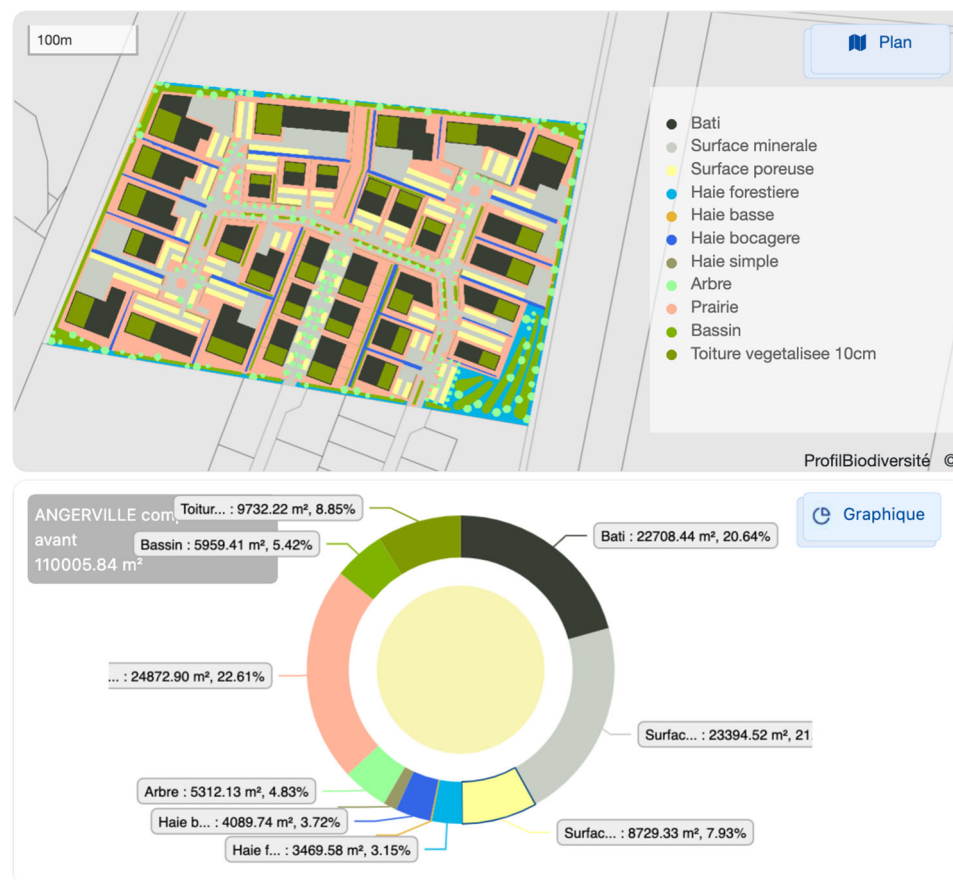 100m
Plan
Bati
Surface minerale
Surface poreuse
Haie forestiere
Haie basse
Haie bocagere
Haie simple
Arbre
Prairie
Bassin
Toiture vegetalisee 10cm
ProfilBiodiversité ©
ANGERVILLE com
avant
110005.84 m²
Graphique
Toitur... : 9732.22 m², 8.85%
Bassin : 5959.41 m², 5.42%
Bati : 22708.44 m², 20.64%
... : 24872.90 m², 22.61%
Surfac... : 23394.52 m², 21
Arbre : 5312.13 m², 4.83%
Haie b... : 4089.74 m², 3.72%
Haie f... : 3469.58 m², 3.15%
Surfac... : 8729.33 m², 7.93%